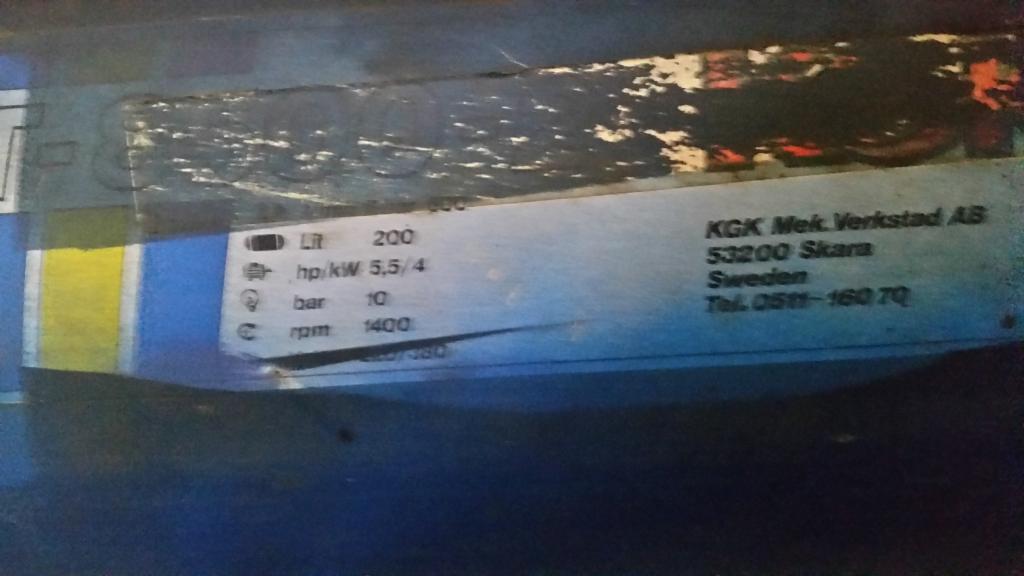 Lit 200
hp/kW 5,5/4
bar 10
rpm 1400
KGK Mek. Verkstad AB
53200 Skara
Sweden
Tel. 0511-160 70